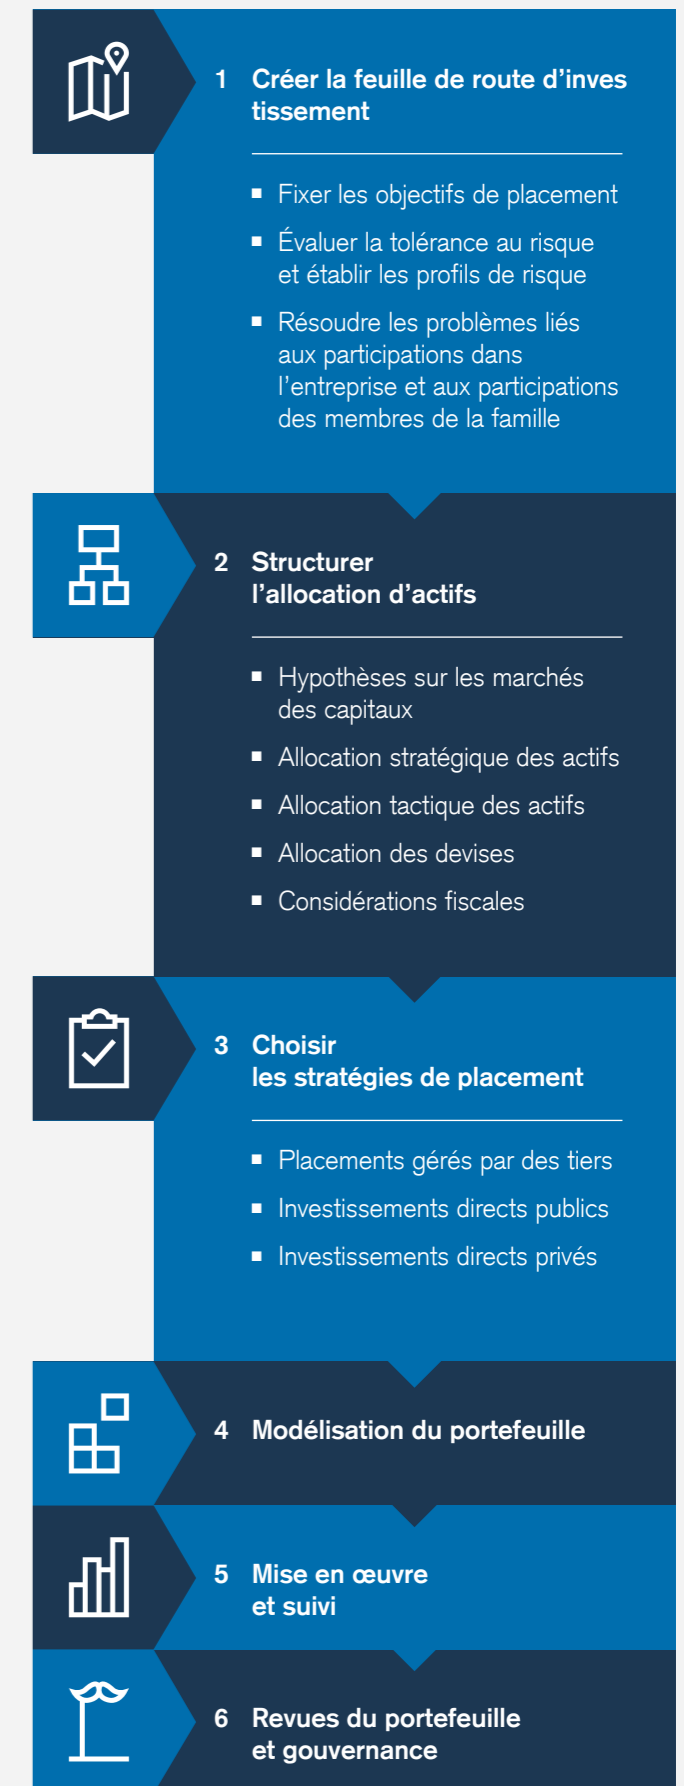 1 Créer la feuille de route d'inves
tissement
▪ Fixer les objectifs de placement
▪ Évaluer la tolérance au risque
et établir les profils de risque
▪ Résoudre les problèmes liés
aux participations dans
l'entreprise et aux participations
des membres de la famille
2 Structurer
l'allocation d'actifs
▪ Hypothèses sur les marchés
des capitaux
▪ Allocation stratégique des actifs
▪ Allocation tactique des actifs
▪ Allocation des devises
▪ Considérations fiscales
3 Choisir
les stratégies de placement
▪ Placements gérés par des tiers
▪ Investissements directs publics
▪ Investissements directs privés
4 Modélisation du portefeuille
5 Mise en œuvre
et suivi
6 Revues du portefeuille
et gouvernance